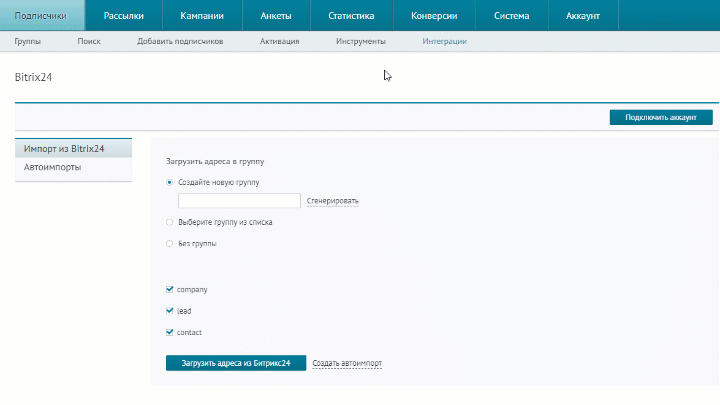 Подписчики Рассылки Кампании Анкеты Статистика Конверсии Система Аккаунт
Группы Поиск Добавить подписчиков Активация Инструменты Интеграции
Bitrix24
Подключить аккаунт
Импорт из Bitrix24
Автоимпорты
Загрузить адреса в группу
Создайте новую группу
Сгенерировать
Выберите группу из списка
Без группы
company
lead
contact
Загрузить адреса из Битрикс24 Создать автоимпорт